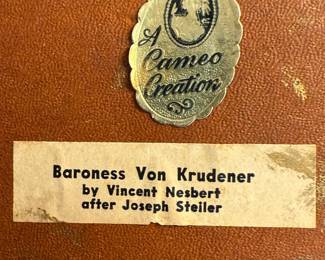 A
Cameo
Creation
Baroness Von Krudener
by Vincent Nesbert
after Joseph Steiler